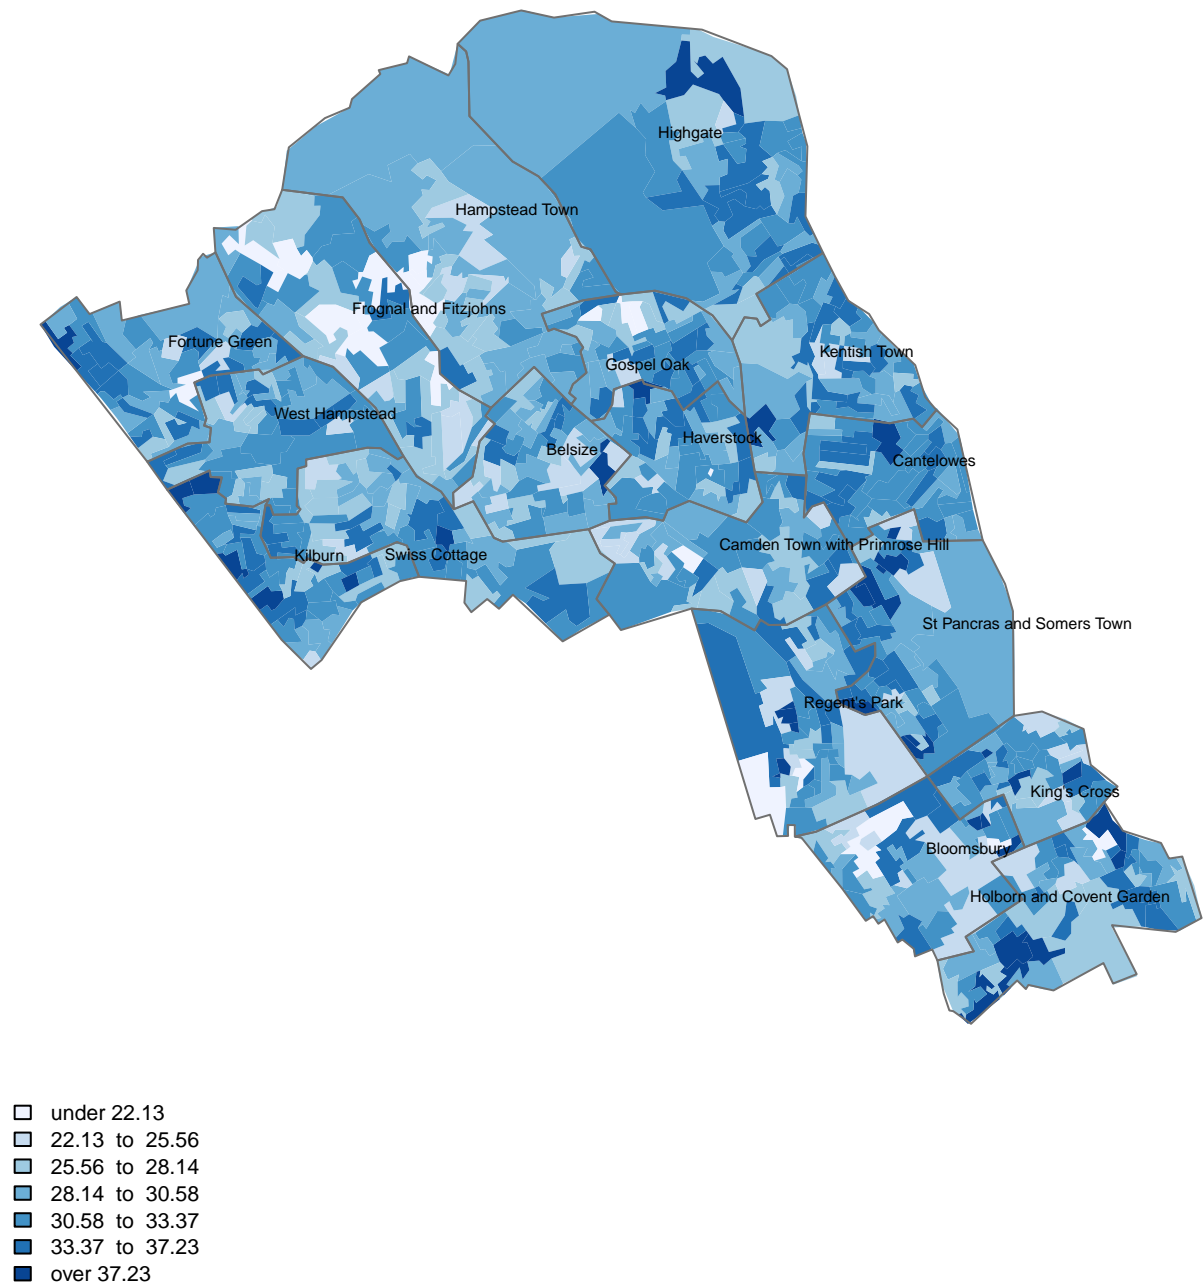 Highgate
Hampstead Town
Frognal and Fitzjohns
Fortune Green
Kentish Town
Gospel Oak
West Hampstead
Haverstock
Belsize
Cantelowes
Camden Town with Primrose Hill
Kilburn
Swiss Cottage
St Pancras and Somers Town
Regent's Park
King's Cross
Bloomsbury
Holborn and Covent Garden
under 22.13
22.13 to 25.56
25.56 to 28.14
28.14 to 30.58
30.58 to 33.37
33.37 to 37.23
over 37.23